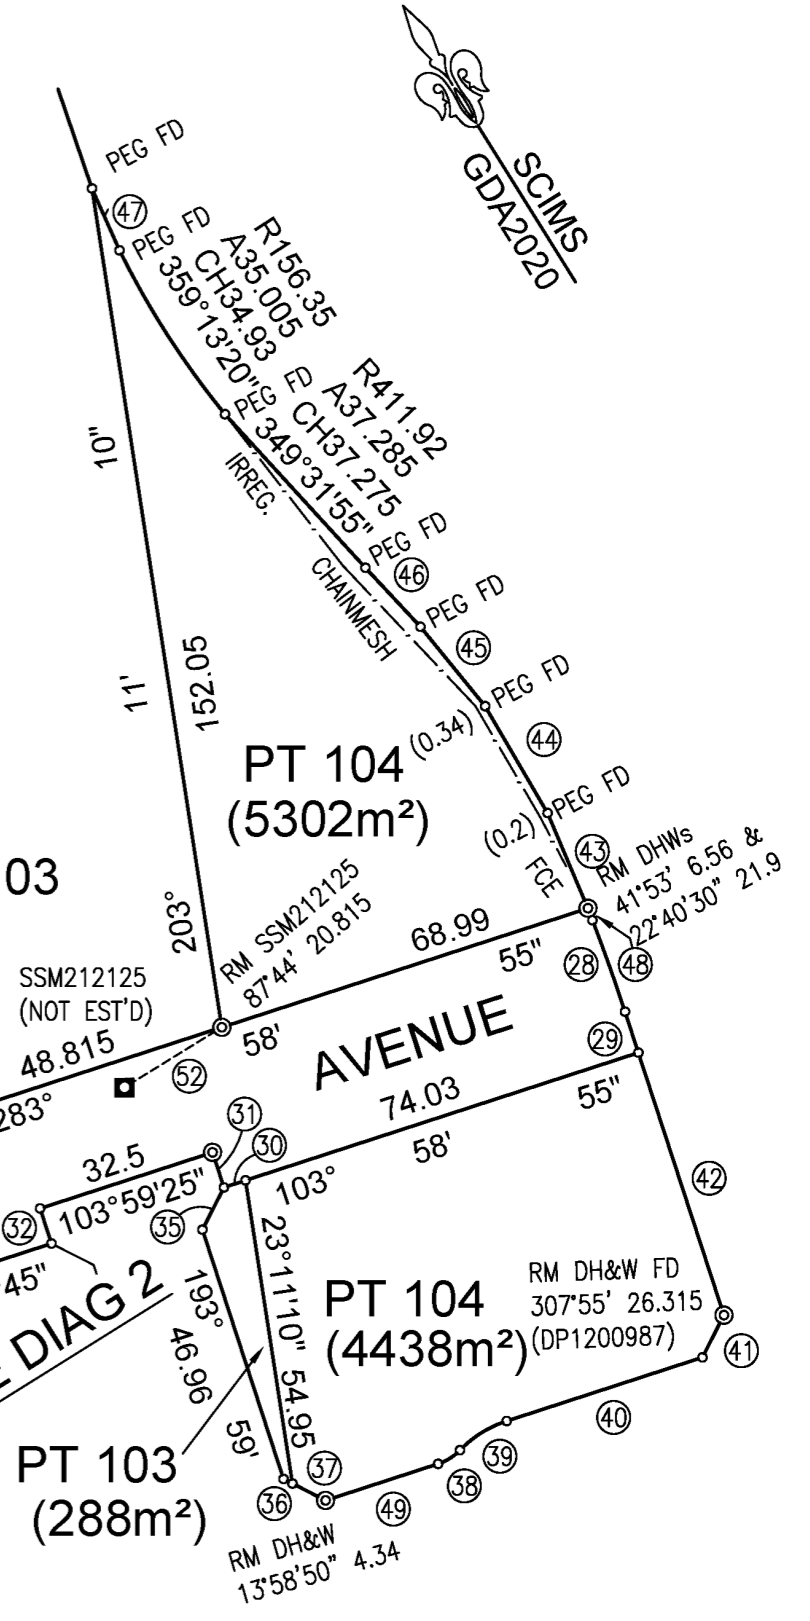 SCIMS
GDA2020
PEG FD
47
PEG FD
R156.35
A35.005
CH34.93
359°13'20"
PEG FD
R411.92
A37.285
CH37.275
349°31'55"
10"
IRREG.
CHAINMESH
PEG FD
46
PEG FD
45
PEG FD
11'
152.05
(0.34)
44
PT 104
(5302m²)
PEG FD
(0.2)
43
FCE
RM DHWs
41°53' 6.56 &
22°40'30" 21.9
03
203°
RM SSM212125
87°44' 20.815
68.99
55"
28
48
SSM212125
(NOT EST'D)
58'
AVENUE
48.815
52
29
283°
31
74.03
55"
30
58'
32.5
103°
103°59'25"
32
35
42
45"
23°11'10" 54.95
193°
PT 104
(4438m²)
RM DH&W FD
307°55' 26.315
(DP1200987)
DIAG 2
46.96
41
40
59'
PT 103
(288m²)
37
39
38
36
49
RM DH&W
13°58'50" 4.34